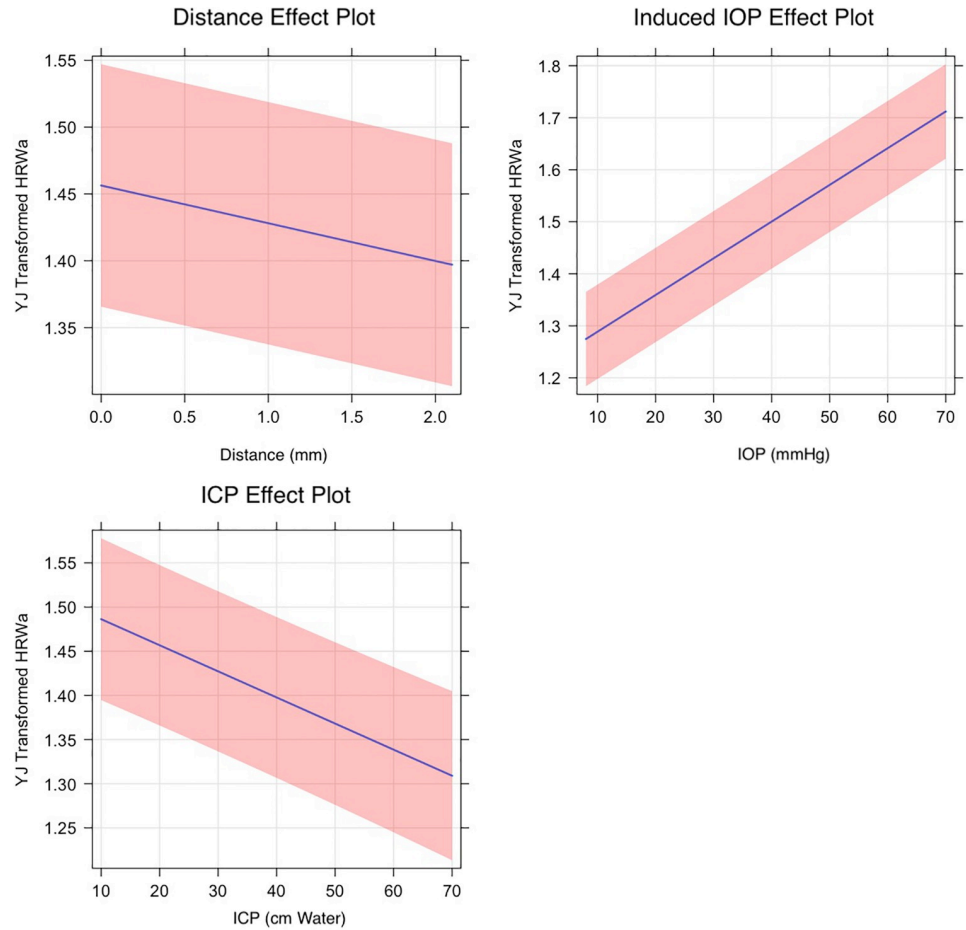 Distance Effect Plot
YJ Transformed HRWa
1.55
1.50
1.45
1.40
1.35
0.0 0.5 1.0 1.5 2.0
Distance (mm)
Induced IOP Effect Plot
YJ Transformed HRWa
1.8
1.7
1.6
1.5
1.4
1.3
1.2
10 20 30 40 50 60 70
IOP (mmHg)
ICP Effect Plot
YJ Transformed HRWa
1.55
1.50
1.45
1.40
1.35
1.30
1.25
10 20 30 40 50 60 70
ICP (cm Water)